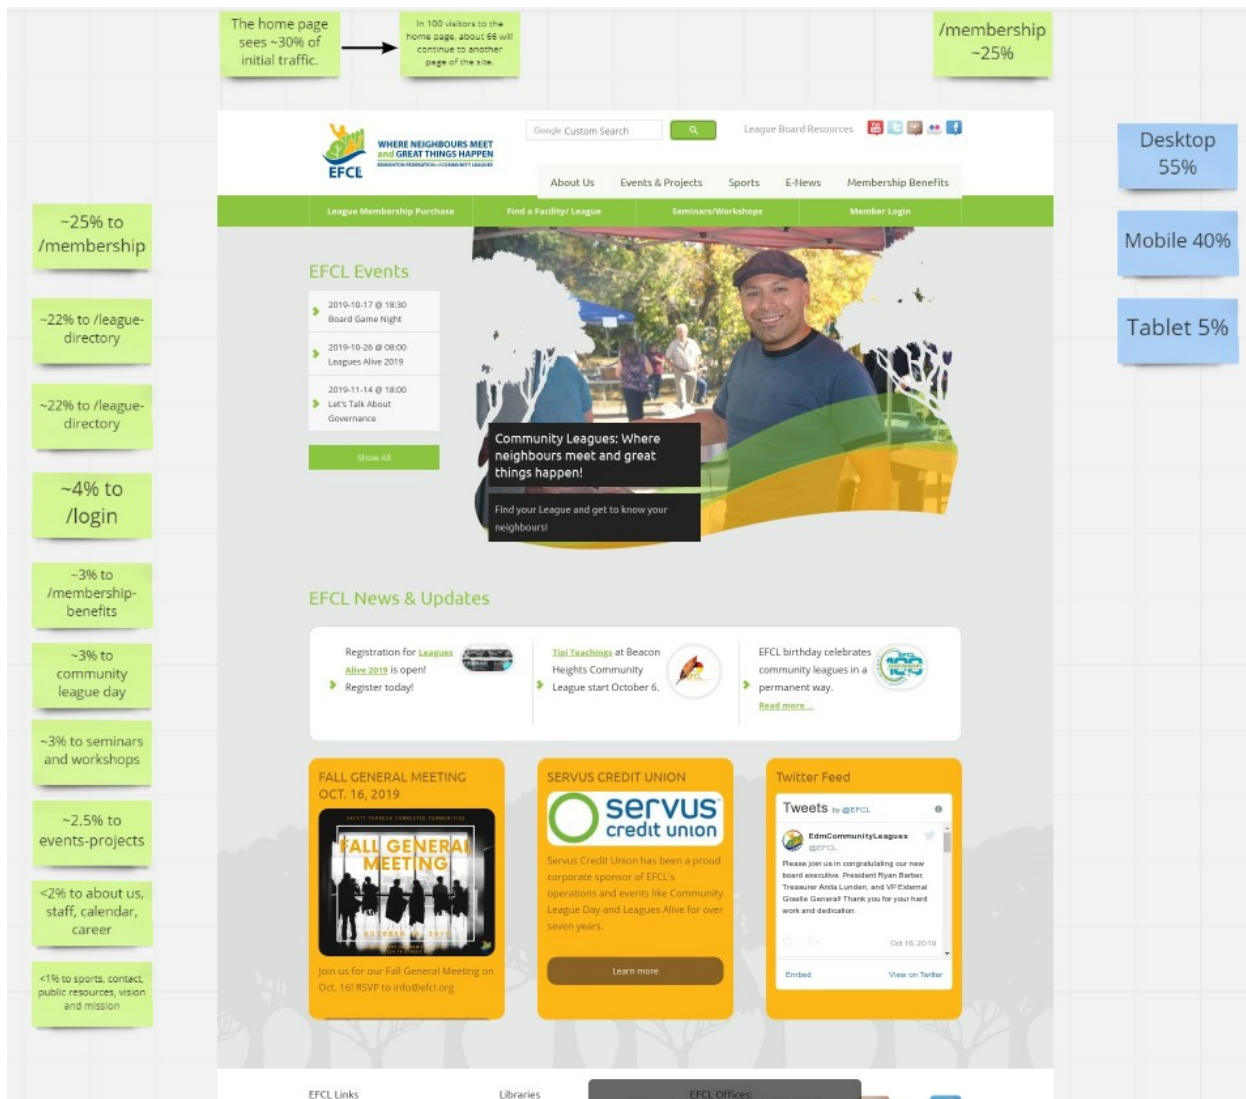 The home page
sees ~30% of
initial traffic.
In 100 visitors to the
home page, about 66 will
continue to another
page of the site.
/membership
~25%
Desktop
55%
Mobile 40%
Tablet 5%
~25% to
/membership
~22% to /league-
directory
~22% to /league-
directory
~4% to
/login
~3% to
/membership-
benefits
~3% to
community
league day
~3% to seminars
and workshops
~2.5% to
events-projects
<2% to about us,
staff, calendar,
career
<1% to sports, contact,
public resources, vision
and mission
EFCL
WHERE NEIGHBOURS MEET
and GREAT THINGS HAPPEN
EDMONTON FEDERATION of COMMUNITY LEAGUES
Google Custom Search
League Board Resources
About Us Events & Projects Sports E-News Membership Benefits
League Membership Purchase Find a Facility/ League Seminars/Workshops Member Login
EFCL Events
2019-10-17 @ 18:30
Board Game Night
2019-10-26 @ 08:00
Leagues Alive 2019
2019-11-14 @ 18:00
Let's Talk About
Governance
Show All
Community Leagues: Where
neighbours meet and great
things happen!
Find your League and get to know your
neighbours!
EFCL News & Updates
Registration for Leagues
Alive 2019 is open!
Register today!
Tipi Teachings at Beacon
Heights Community
League start October 6.
EFCL birthday celebrates
community leagues in a
permanent way.
Read more...
FALL GENERAL MEETING
OCT. 16, 2019
FALL GENERAL
MEETING
Join us for our Fall General Meeting on
Oct. 16! RSVP to info@efcl.org
SERVUS CREDIT UNION
servus
credit union
Servus Credit Union has been a proud
corporate sponsor of EFCL's
operations and events like Community
League Day and Leagues Alive for over
seven years.
Learn more
Twitter Feed
Tweets by @EFCL
EdmCommunityLeagues
@EFCL
Please join us in congratulating our new
board executive. President Ryan Barber,
Treasurer Anita Lunden, and VP External
Giselle General! Thank you for your hard
work and dedication.
Oct 16, 2019
Embed View on Twitter
EFCL Links
Libraries
EFCL Offices: